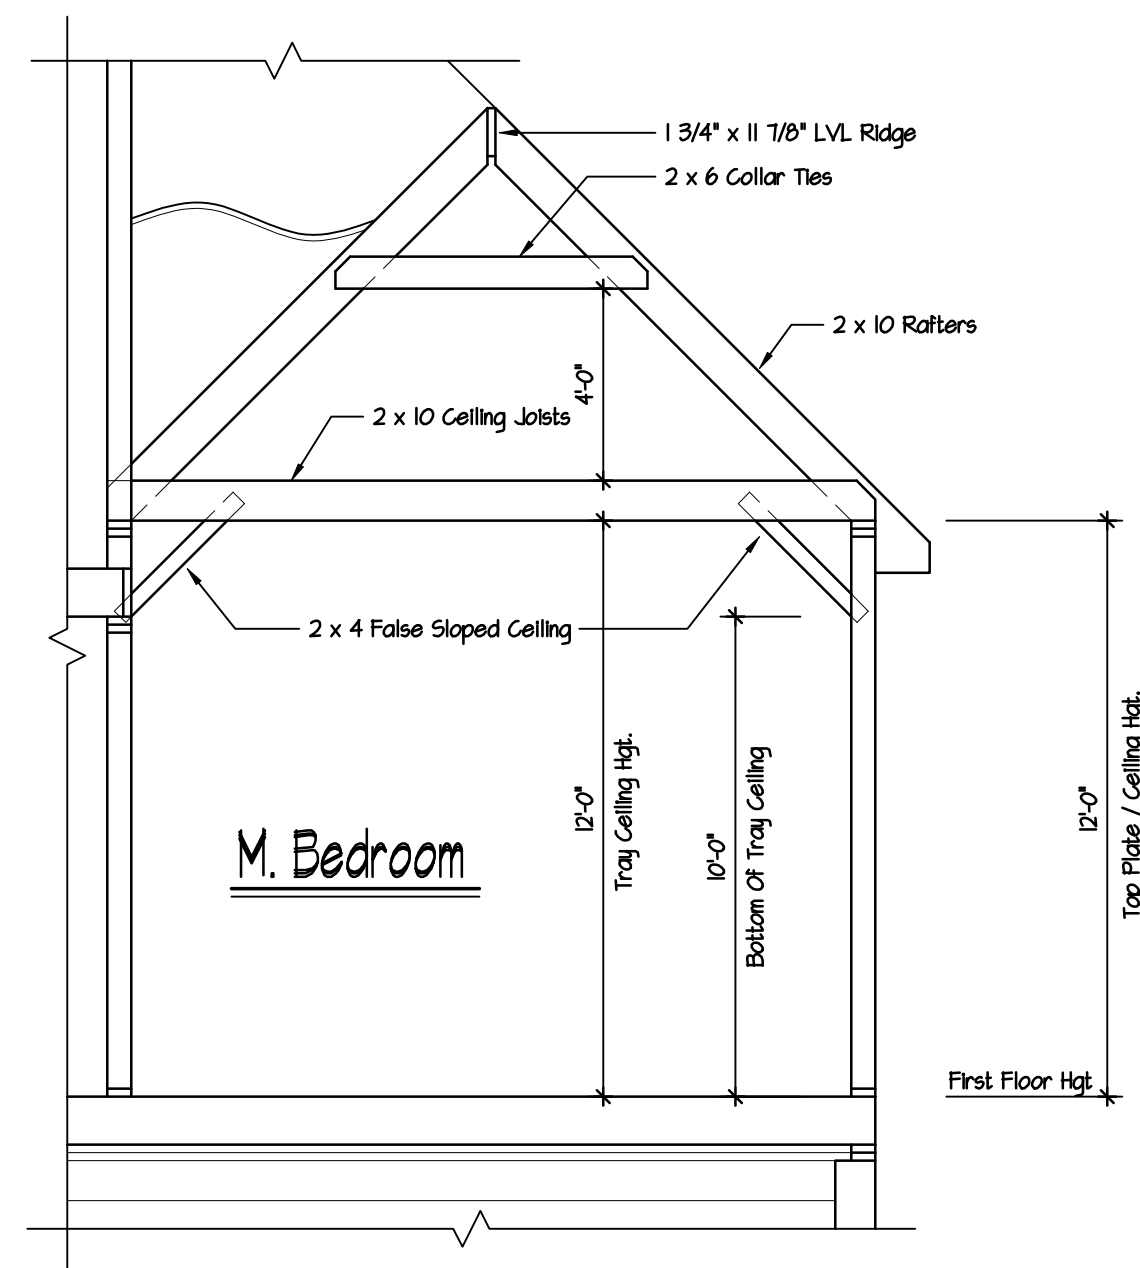 1 3/4" x 11 7/8" LVL Ridge
2 x 6 Collar Ties
2 x 10 Rafters
4'-0"
2 x 10 Ceiling Joists
2 x 4 False Sloped Ceiling
12'-0"
Tray Ceiling Hgt.
10'-0"
Bottom Of Tray Ceiling
12'-0"
Top Plate / Ceiling Hgt.
M. Bedroom
First Floor Hgt